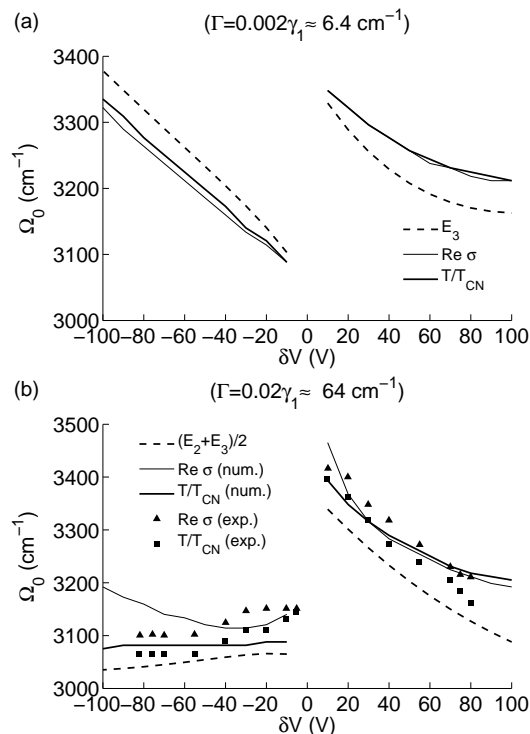 (a)
(Γ=0.002γ₁≈ 6.4 cm⁻¹)
3400
3300
3200
3100
3000
Ω₀ (cm⁻¹)
E₃
Re σ
T/T_CN
−100 −80 −60 −40 −20 0 20 40 60 80 100
δV (V)
(b)
(Γ=0.02γ₁≈ 64 cm⁻¹)
3500
3400
3300
3200
3100
3000
Ω₀ (cm⁻¹)
(E₂+E₃)/2
Re σ (num.)
T/T_CN (num.)
Re σ (exp.)
T/T_CN (exp.)
−100 −80 −60 −40 −20 0 20 40 60 80 100
δV (V)